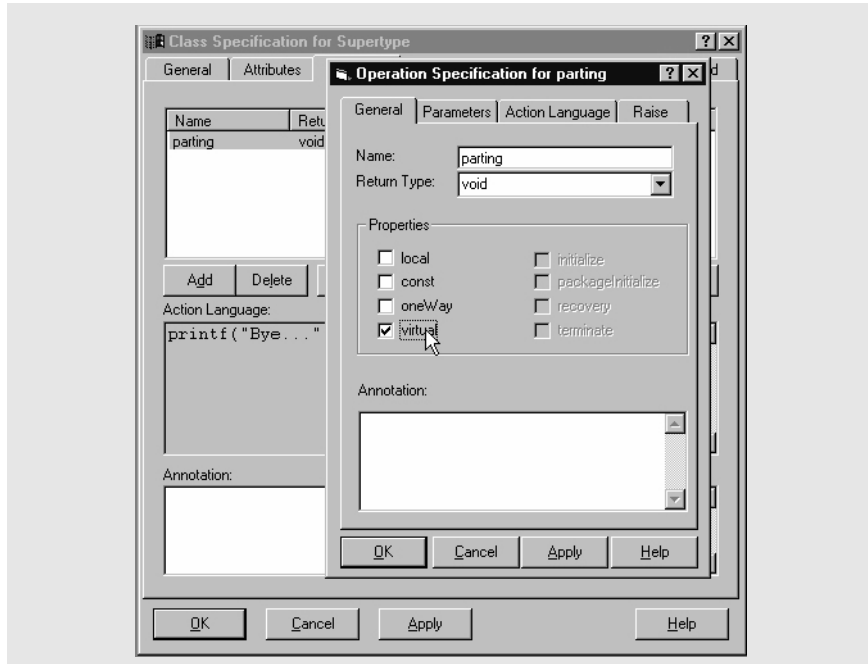 Class Specification for Supertype
General Attributes
Operation Specification for parting
General Parameters Action Language Raise
Name
parting void
Name: parting
Return Type: void
Properties
local initialize
const packageInitialize
oneWay recovery
virtual terminate
Add Delete
Action Language:
printf("Bye..."
Annotation:
Annotation:
OK Cancel Apply Help
OK Cancel Apply Help